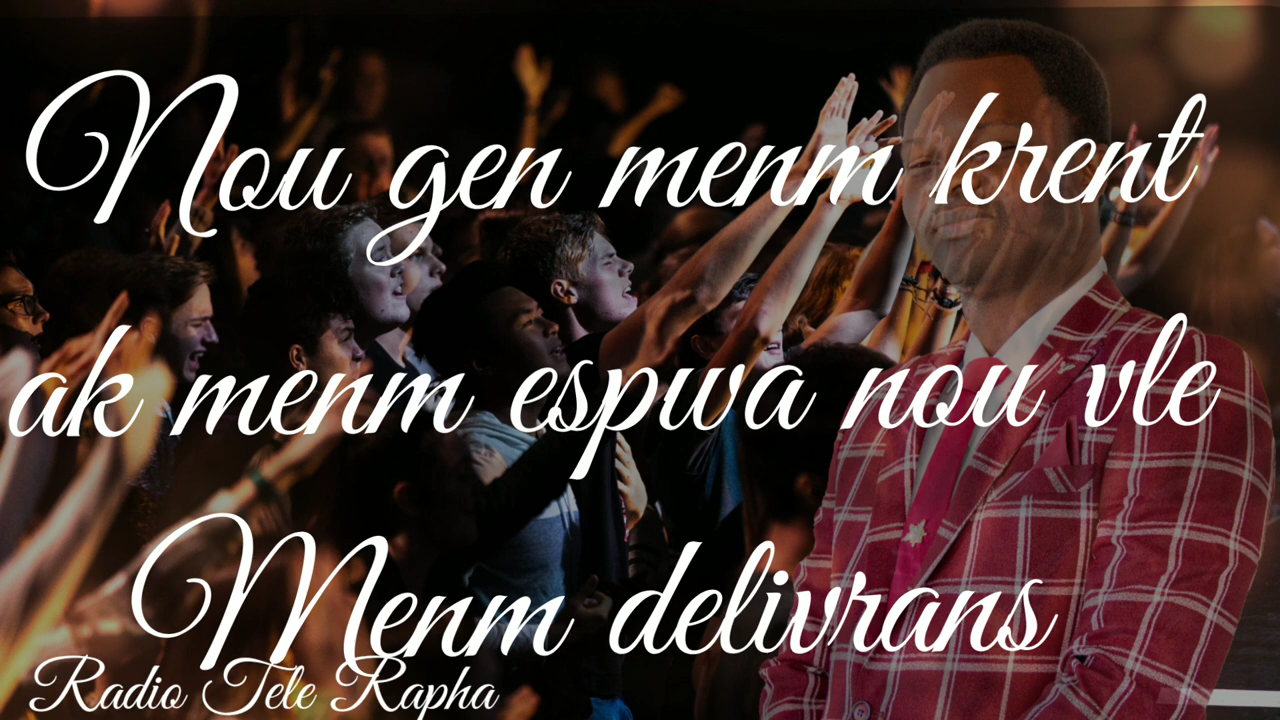 Nou gen menm krent
ak menm espwa nou vle
Menm delivrans
Radio Tele Rapha